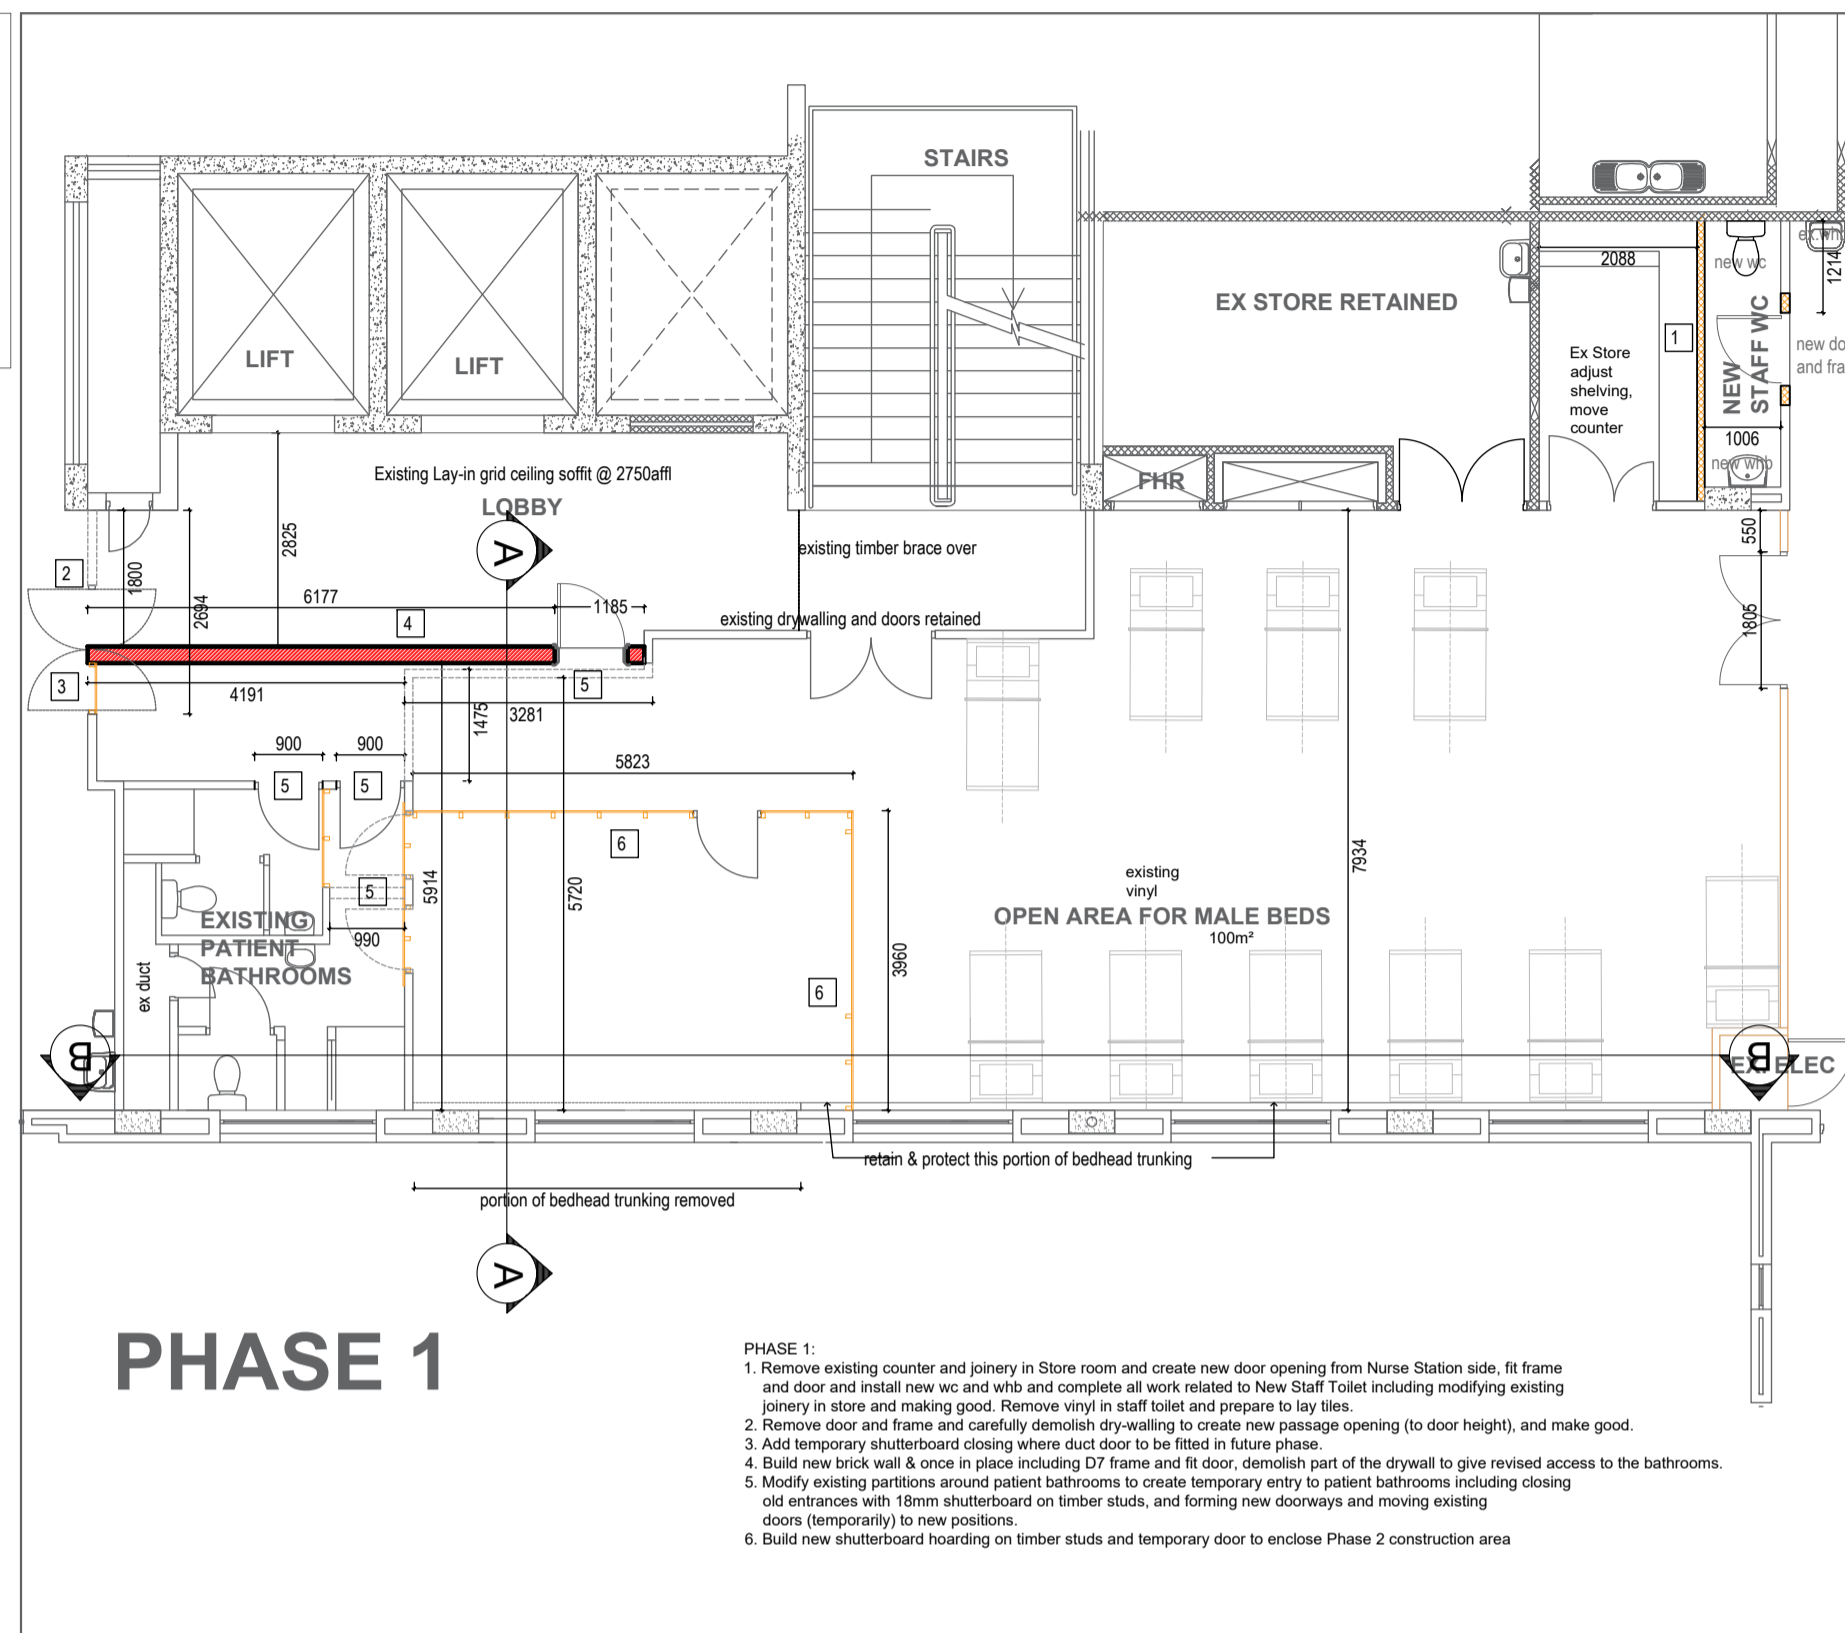 STAIRS
LIFT
LIFT
EX STORE RETAINED
2088
new wc
ex.whb
1214
1
Ex Store
adjust
shelving,
move
counter
NEW
STAFF WC
new do
and fra
1006
new whb
Existing Lay-in grid ceiling soffit @ 2750affl
LOBBY
FHR
A
existing timber brace over
550
2
1800
2825
2694
6177
1185
4
existing drywalling and doors retained
1805
3
4191
5
3281
1475
900
900
5823
5
5
6
5914
5720
5
7934
existing
vinyl
OPEN AREA FOR MALE BEDS
100m²
EXISTING
PATIENT
BATHROOMS
990
3960
ex duct
6
B
B
EX. ELEC
retain & protect this portion of bedhead trunking
portion of bedhead trunking removed
A
PHASE 1
PHASE 1:
1. Remove existing counter and joinery in Store room and create new door opening from Nurse Station side, fit frame
and door and install new wc and whb and complete all work related to New Staff Toilet including modifying existing
joinery in store and making good. Remove vinyl in staff toilet and prepare to lay tiles.
2. Remove door and frame and carefully demolish dry-walling to create new passage opening (to door height), and make good.
3. Add temporary shutterboard closing where duct door to be fitted in future phase.
4. Build new brick wall & once in place including D7 frame and fit door, demolish part of the drywall to give revised access to the bathrooms.
5. Modify existing partitions around patient bathrooms to create temporary entry to patient bathrooms including closing
old entrances with 18mm shutterboard on timber studs, and forming new doorways and moving existing
doors (temporarily) to new positions.
6. Build new shutterboard hoarding on timber studs and temporary door to enclose Phase 2 construction area